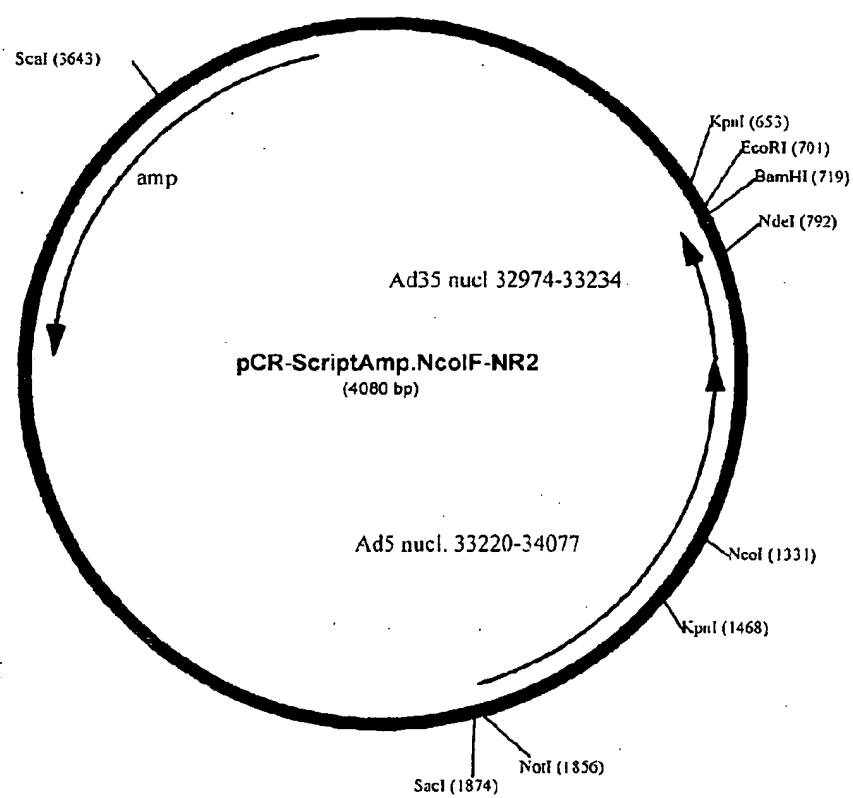 ScaI (3643)
KpnI (653)
EcoRI (701)
BamHI (719)
amp
NdeI (792)
Ad35 nucl 32974-33234
pCR-ScriptAmp.NcoIF-NR2
(4080 bp)
Ad5 nucl. 33220-34077
NcoI (1331)
KpnI (1468)
NotI (1856)
SacI (1874)